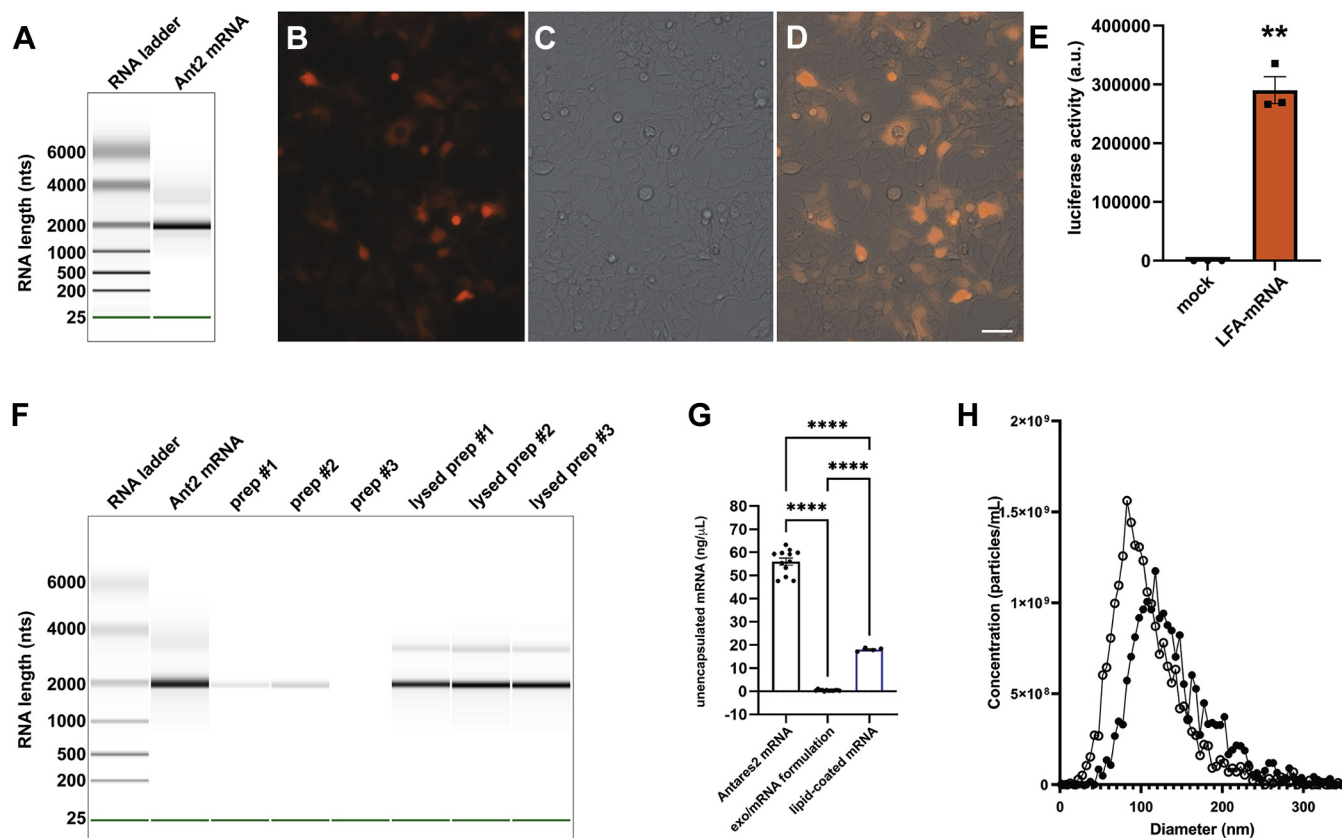 A
RNA ladder
Ant2 mRNA
RNA length (nts)
6000
4000
2000
1000
500
200
25
B
C
D
E
luciferase activity (a.u.)
400000
300000
200000
100000
0
**
mock
LFA-mRNA
F
RNA ladder
Ant2 mRNA
prep #1
prep #2
prep #3
lysed prep #1
lysed prep #2
lysed prep #3
RNA length (nts)
6000
4000
2000
1000
500
200
25
G
****
****
****
unencapsulated mRNA (ng/μL)
80
70
60
50
40
30
20
10
0
-10
Antares2 mRNA
exo/mRNA formulation
lipid-coated mRNA
H
Concentration (particles/mL)
2×10⁹
1.5×10⁹
1×10⁹
5×10⁸
0
0
100
200
300
Diameter (nm)